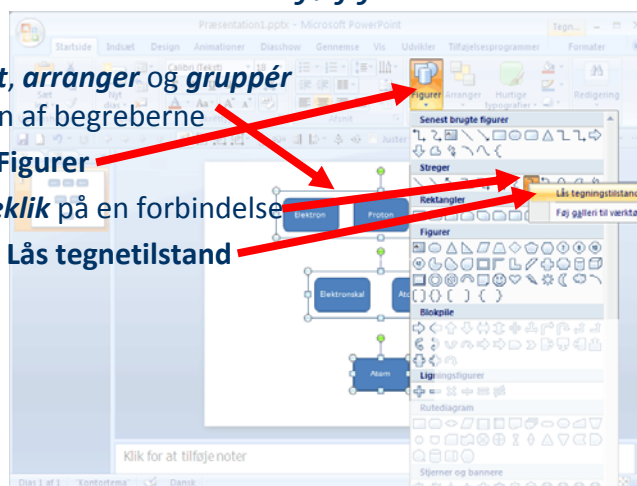 Præsentation1.pptx - Microsoft PowerPoint
Tegn...
Startside Indsæt Design Animationer Diasshow Gennemse Vis Udvikler Tilføjelsesprogrammer Formater
t, arranger og gruppér
n af begreberne
Figurer
eklik på en forbindelse
Lås tegnetilstand
Figurer Arranger Hurtige typografier Redigering
Senest brugte figurer
Streger
Lås tegningstilstand
Rektangler
Føj galleri til værktø
Figurer
Elektron Proton
Elektronskal Ato
Atom
Blokpile
Ligningsfigurer
Rutediagram
Stjerner og bannere
Klik for at tilføje noter
Dias 1 af 1 "Kontortema" Dansk